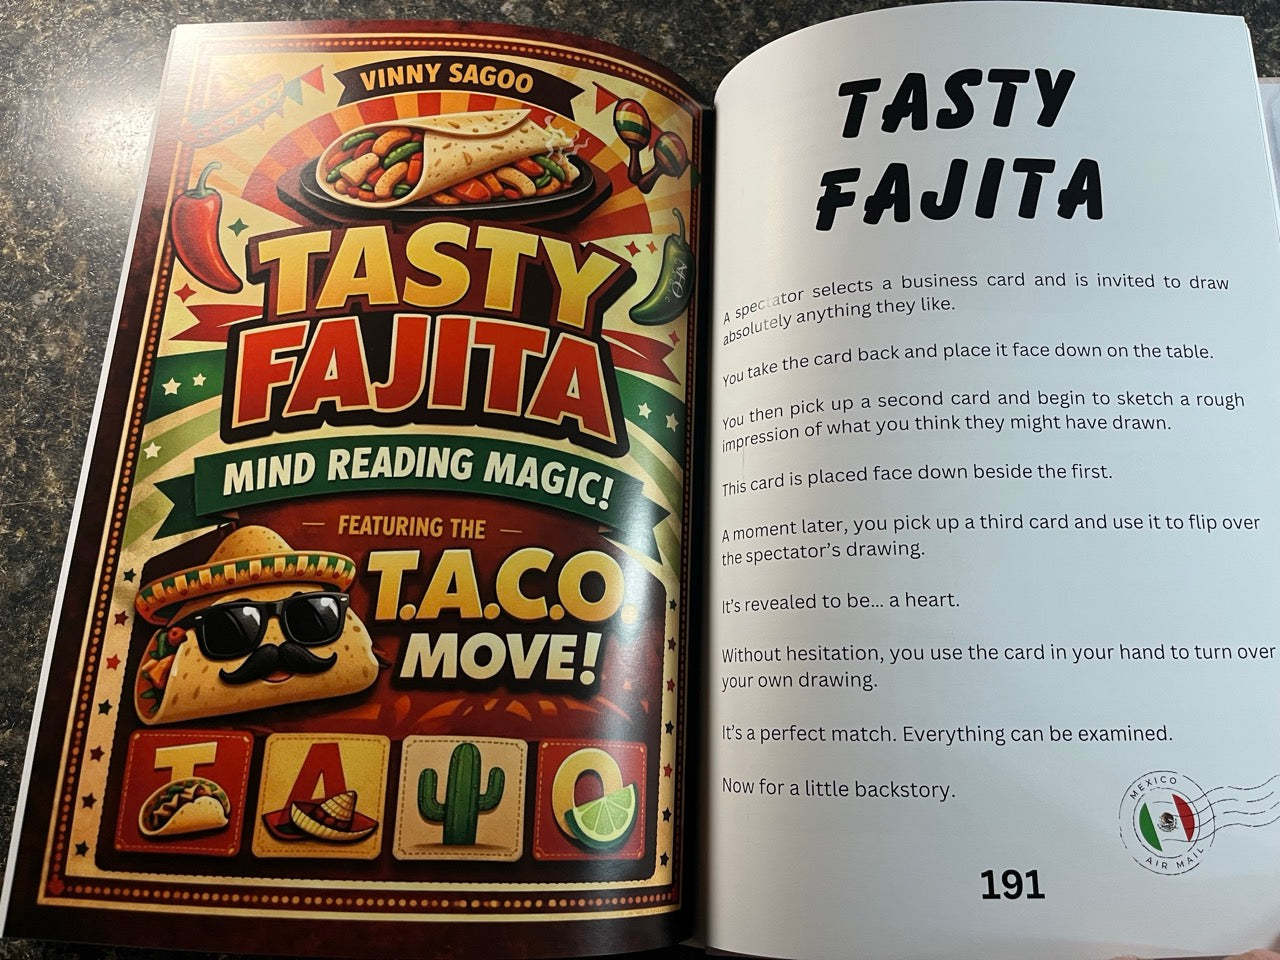 VINNY SAGOO
TASTY
FAJITA
MIND READING MAGIC!
FEATURING THE
T.A.C.O.
MOVE!
T A O
TASTY
FAJITA
A spectator selects a business card and is invited to draw
absolutely anything they like.
You take the card back and place it face down on the table.
You then pick up a second card and begin to sketch a rough
impression of what you think they might have drawn.
This card is placed face down beside the first.
A moment later, you pick up a third card and use it to flip over
the spectator's drawing.
It's revealed to be... a heart.
Without hesitation, you use the card in your hand to turn over
your own drawing.
It's a perfect match. Everything can be examined.
Now for a little backstory.
MEXICO
AIR MAIL
191